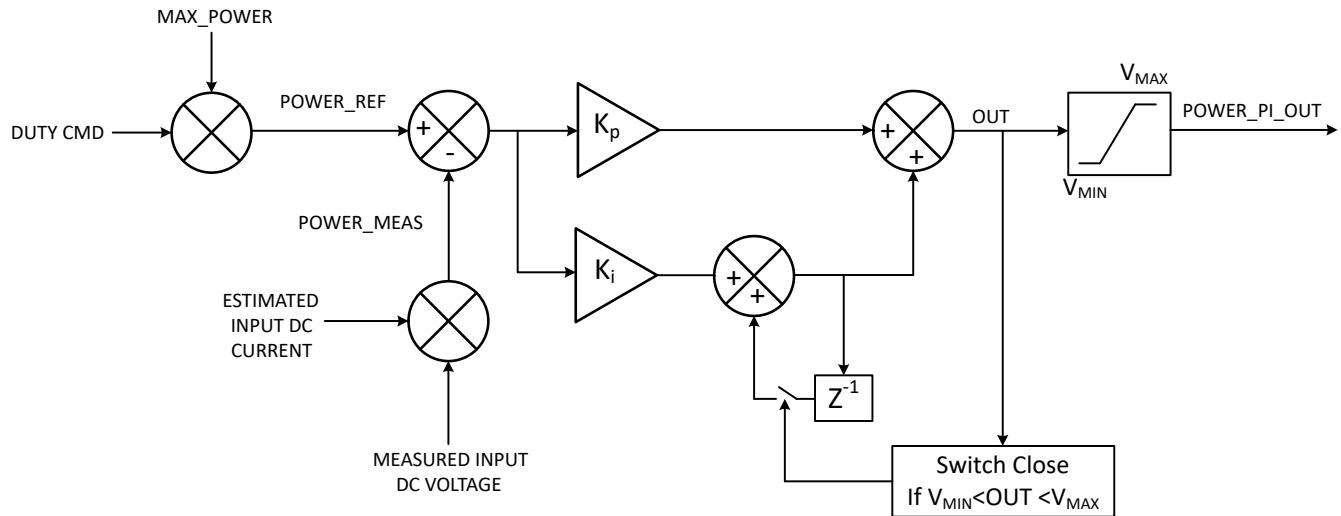 MAX_POWER
DUTY CMD
POWER_REF
+
-
Kp
+
+
OUT
VMAX
VMIN
POWER_PI_OUT
POWER_MEAS
Ki
+
+
ESTIMATED
INPUT DC
CURRENT
Z-1
MEASURED INPUT
DC VOLTAGE
Switch Close
If VMIN<OUT <VMAX